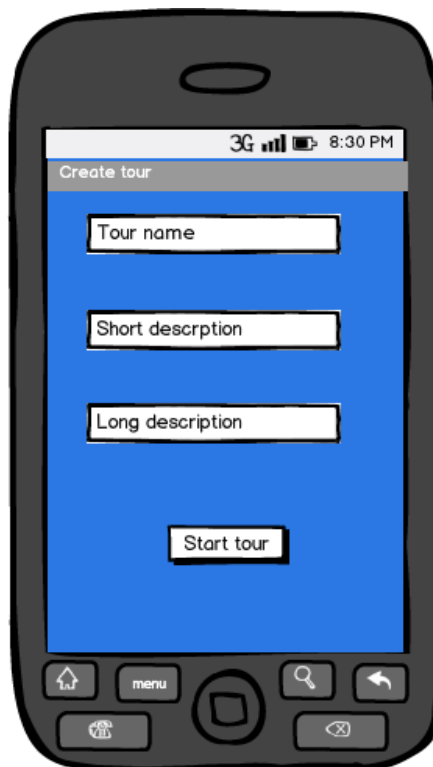 3G 8:30 PM
Create tour
Tour name
Short descrption
Long description
Start tour
menu